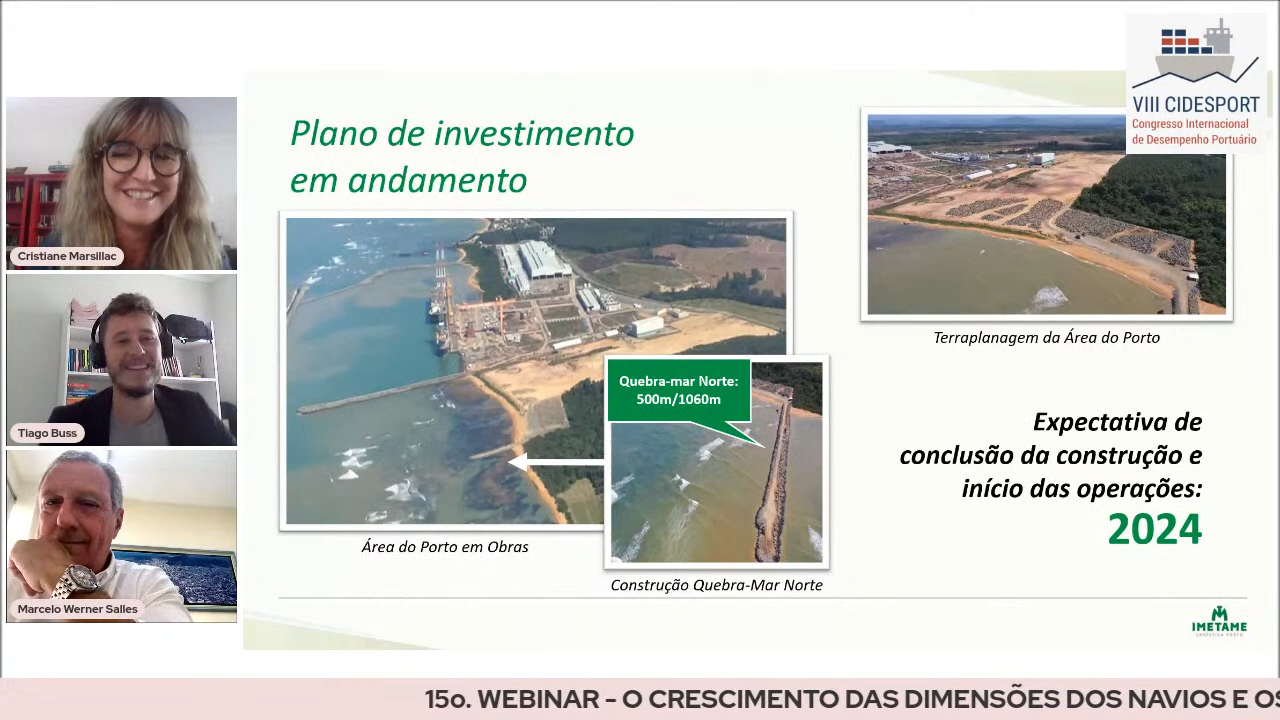 VIII CIDESPORT
Congresso Internacional
de Desempenho Portuário
Plano de investimento
em andamento
Cristiane Marsillac
Tiago Buss
Marcelo Werner Salles
Quebra-mar Norte:
500m/1060m
Área do Porto em Obras
Construção Quebra-Mar Norte
Terraplanagem da Área do Porto
Expectativa de
conclusão da construção e
início das operações:
2024
IMETAME
LOGÍSTICA PORTO
15o. WEBINAR - O CRESCIMENTO DAS DIMENSÕES DOS NAVIOS E OS